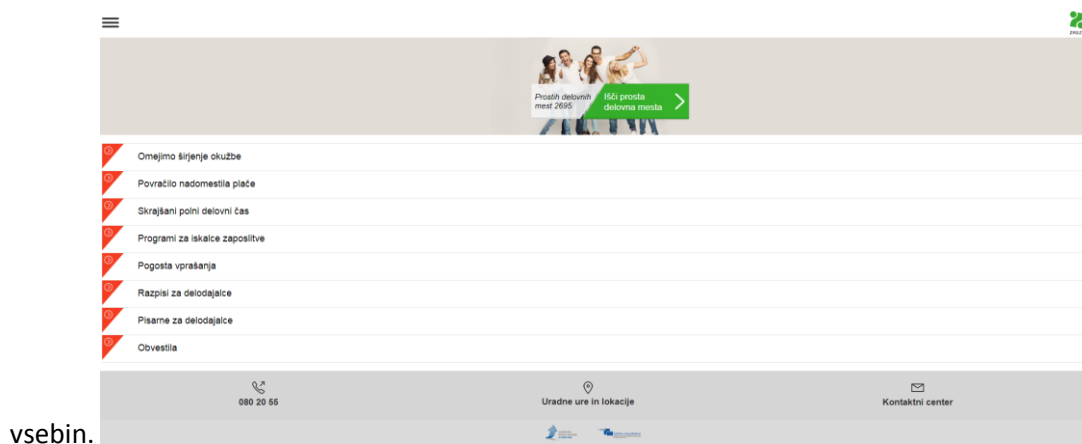 Prostih delovnih
mest 2695
Išči prosta
delovna mesta
Omejimo širjenje okužbe
Povračilo nadomestila plače
Skrajšani polni delovni čas
Programi za iskalce zaposlitve
Pogosta vprašanja
Razpisi za delodajalce
Pisarne za delodajalce
Obvestila
080 20 55
Uradne ure in lokacije
Kontaktni center
vsebin.